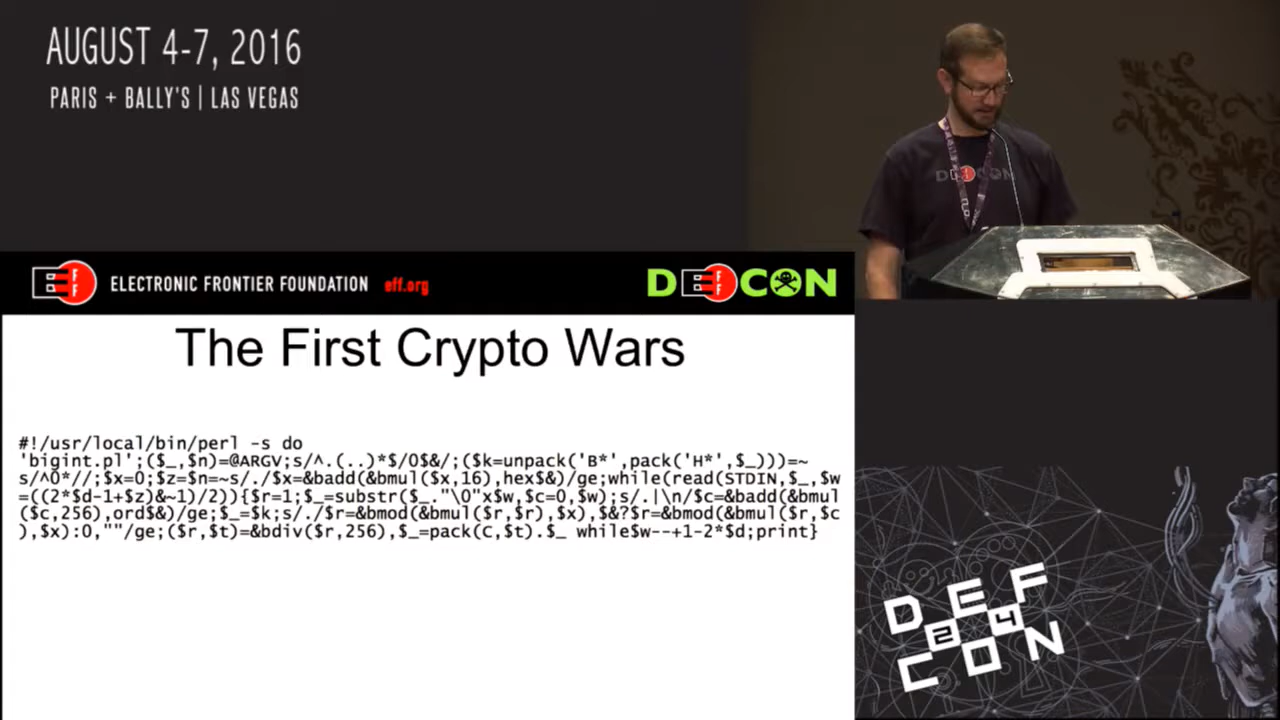 AUGUST 4-7, 2016
PARIS + BALLY'S | LAS VEGAS
DEFCON
EFF ELECTRONIC FRONTIER FOUNDATION eff.org DEFFCON
The First Crypto Wars
#!/usr/local/bin/perl -s do
'bigint.pl';($_,$n)=@ARGV;s/^.(..)*$/0$&/;($k=unpack('B*',pack('H*',$_)))=~
s/^0*//;$x=0;$z=$n=~s/./$x=&badd(&bmul($x,16),hex$&)/ge;while(read(STDIN,$_,$w
=((2*$d-1+$z)&~1)/2)){$r=1;$_=substr($_."\0"x$w,$c=0,$w);s/.|\n/$c=&badd(&bmul
($c,256),ord$&)/ge;$_=$k;s/./$r=&bmod(&bmul($r,$r),$x),$&?$r=&bmod(&bmul($r,$c
),$x):0,""/ge;($r,$t)=&bdiv($r,256),$_=pack(C,$t).$_ while$w--+1-2*$d;print}
DEF
24
CON